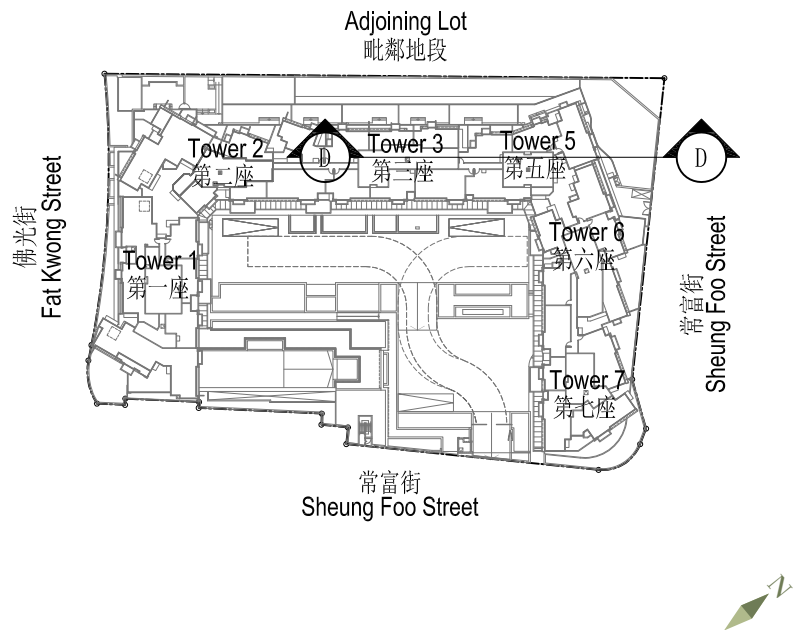 Adjoining Lot
毗鄰地段
Tower 2
第二座
D
Tower 3
第三座
Tower 5
第五座
D
佛光街
Fat Kwong Street
Tower 1
第一座
Tower 6
第六座
常富街
Sheung Foo Street
Tower 7
第七座
常富街
Sheung Foo Street
N